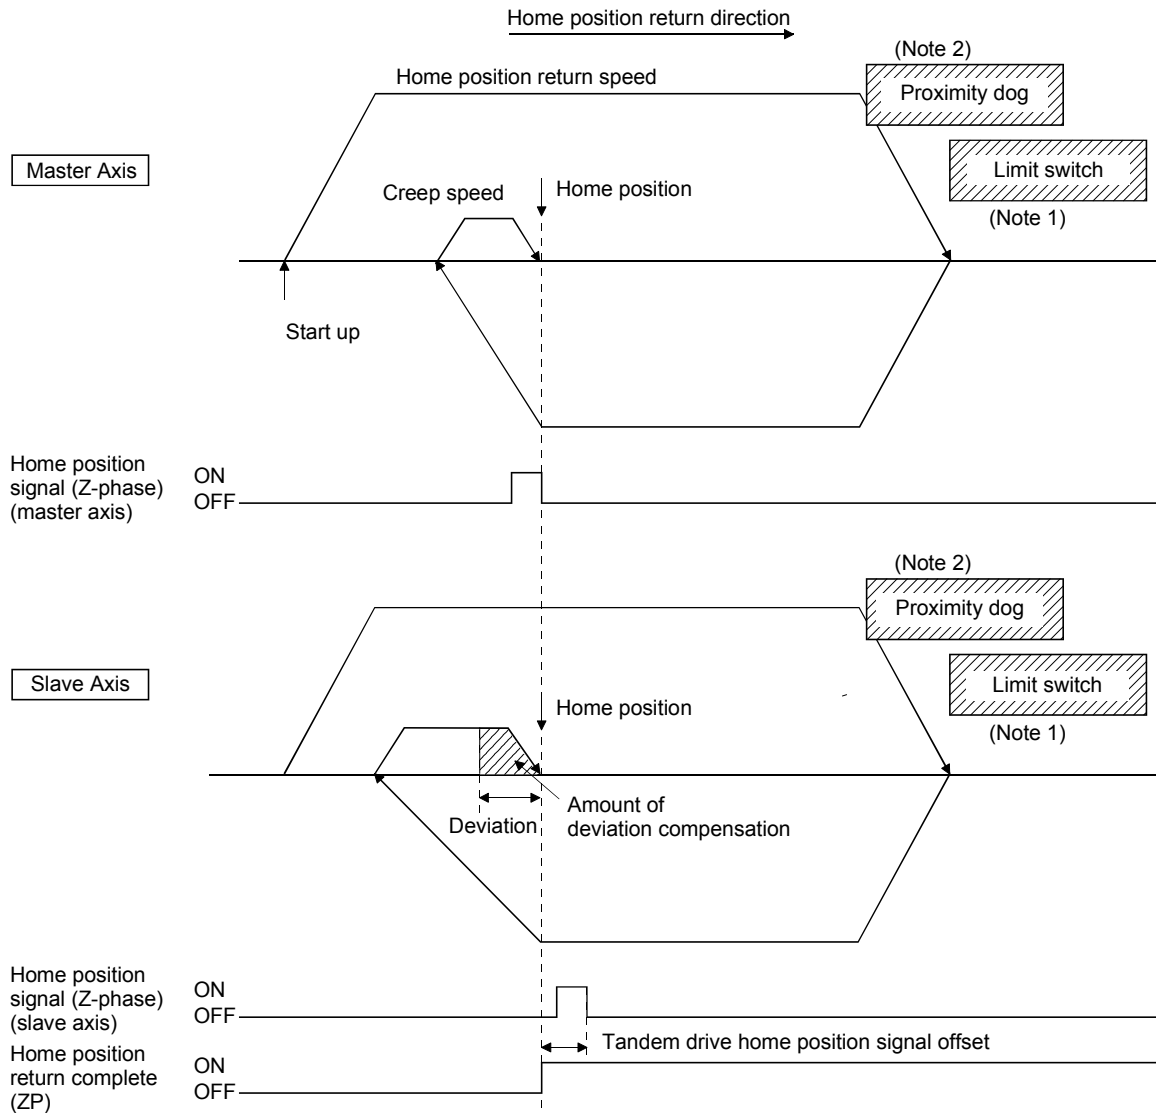 Home position return direction
(Note 2)
Home position return speed
Proximity dog
Master Axis
Limit switch
Creep speed
Home position
(Note 1)
Start up
Home position
signal (Z-phase)
(master axis)
ON
OFF
(Note 2)
Proximity dog
Slave Axis
Limit switch
Home position
(Note 1)
Deviation
Amount of
deviation compensation
Home position
signal (Z-phase)
(slave axis)
ON
OFF
Tandem drive home position signal offset
Home position
return complete
(ZP)
ON
OFF